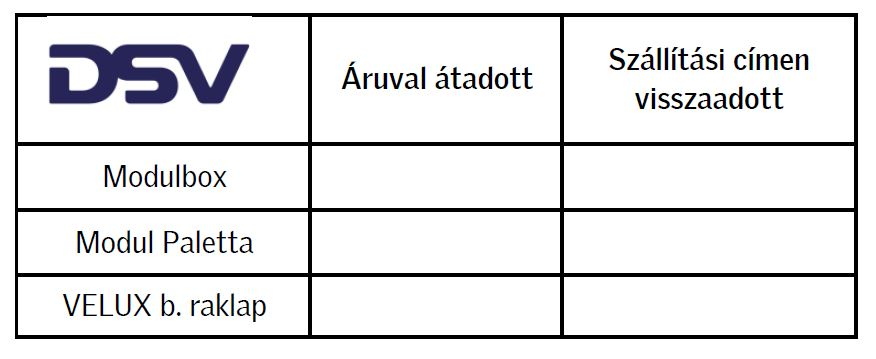 DSV
Áruval átadott
Szállítási címen
visszaadott
Modulbox
Modul Paletta
VELUX b. raklap